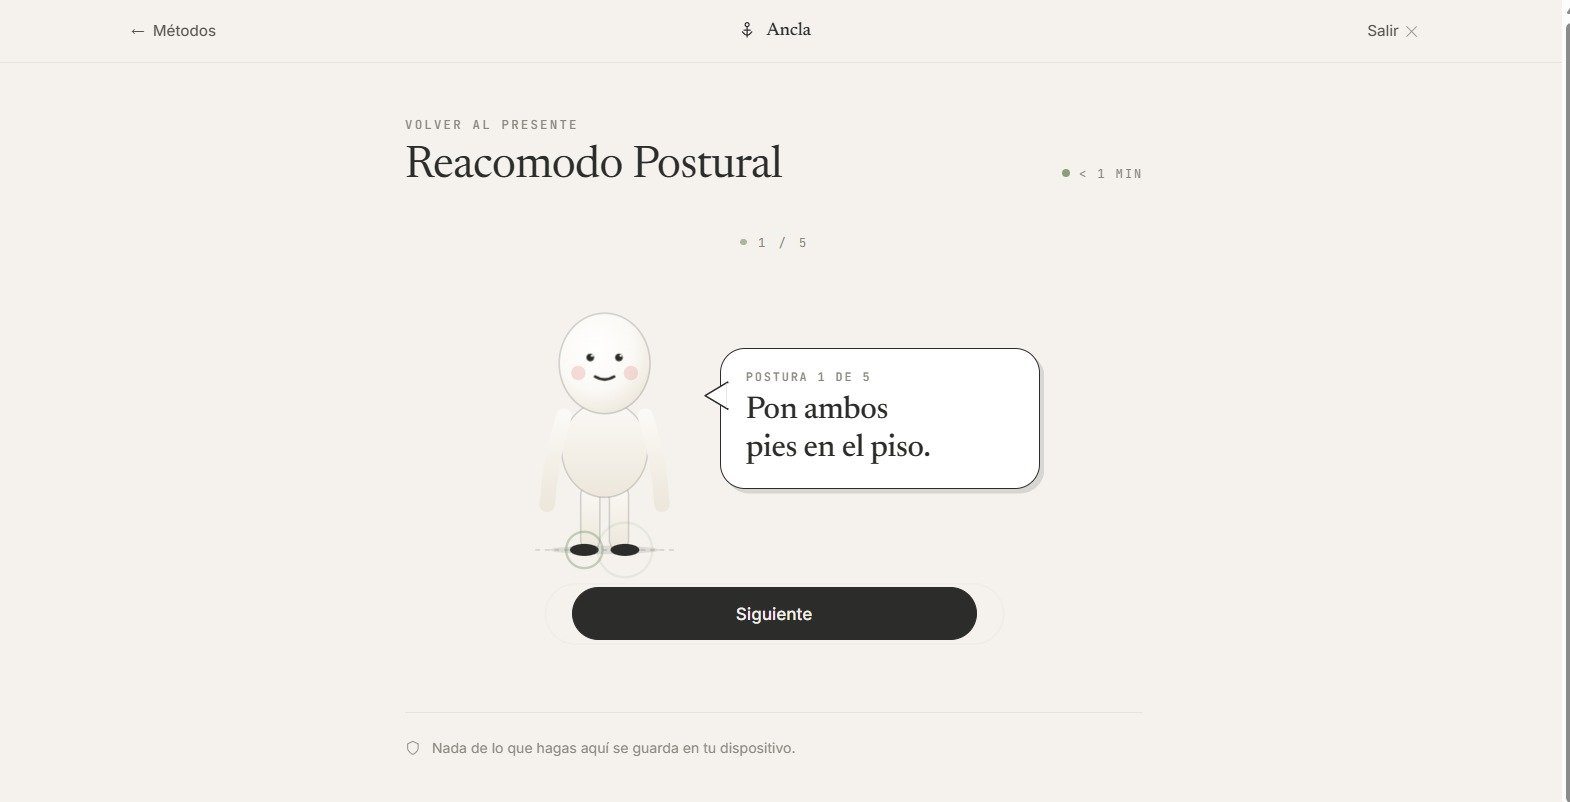 ← Métodos
Ancla
Salir ×
VOLVER AL PRESENTE
Reacomodo Postural
< 1 MIN
1 / 5
POSTURA 1 DE 5
Pon ambos
pies en el piso.
Siguiente
Nada de lo que hagas aquí se guarda en tu dispositivo.